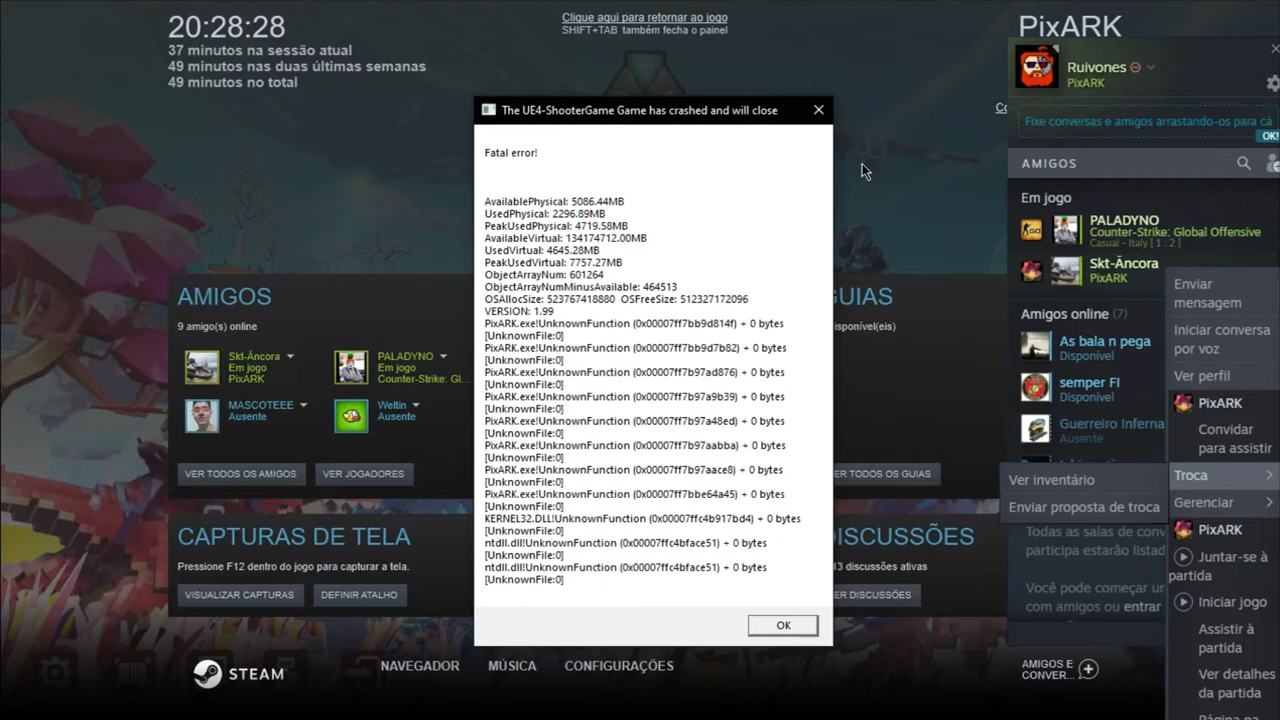 20:28:28
37 minutos na sessão atual
49 minutos nas duas últimas semanas
49 minutos no total
Clique aqui para retornar ao jogo
SHIFT+TAB também fecha o painel
PixARK
Ruivones
PixARK
Fixe conversas e amigos arrastando-os para cá
OK!
AMIGOS
Em jogo
PALADYNO
Counter-Strike: Global Offensive
Casual - Italy [ 1 : 2 ]
Skt-Âncora
PixARK
Amigos online (7)
As bala n pega
Disponível
semper FI
Disponível
Guerreiro Inferna
Ausente
Todas as salas de conv
participa estarão listad
Você pode começar ur
com amigos ou entrar
AMIGOS E
CONVER...
Enviar
mensagem
Iniciar conversa
por voz
Ver perfil
PixARK
Convidar
para assistir
Troca
Gerenciar
PixARK
Juntar-se à
partida
Iniciar jogo
Assistir à
partida
Ver detalhes
da partida
Ver inventário
Enviar proposta de troca
The UE4-ShooterGame Game has crashed and will close
Fatal error!
AvailablePhysical: 5086.44MB
UsedPhysical: 2296.89MB
PeakUsedPhysical: 4719.58MB
AvailableVirtual: 134174712.00MB
UsedVirtual: 4645.28MB
PeakUsedVirtual: 7757.27MB
ObjectArrayNum: 601264
ObjectArrayNumMinusAvailable: 464513
OSAllocSize: 523767418880 OSFreeSize: 512327172096
VERSION: 1.99
PixARK.exe!UnknownFunction (0x00007ff7bb9d814f) + 0 bytes
[UnknownFile:0]
PixARK.exe!UnknownFunction (0x00007ff7bb9d7b82) + 0 bytes
[UnknownFile:0]
PixARK.exe!UnknownFunction (0x00007ff7b97ad876) + 0 bytes
[UnknownFile:0]
PixARK.exe!UnknownFunction (0x00007ff7b97a9b39) + 0 bytes
[UnknownFile:0]
PixARK.exe!UnknownFunction (0x00007ff7b97a48ed) + 0 bytes
[UnknownFile:0]
PixARK.exe!UnknownFunction (0x00007ff7b97aabba) + 0 bytes
[UnknownFile:0]
PixARK.exe!UnknownFunction (0x00007ff7b97aace8) + 0 bytes
[UnknownFile:0]
PixARK.exe!UnknownFunction (0x00007ff7bbe64a45) + 0 bytes
[UnknownFile:0]
KERNEL32.DLL!UnknownFunction (0x00007ffc4b917bd4) + 0 bytes
[UnknownFile:0]
ntdll.dll!UnknownFunction (0x00007ffc4bface51) + 0 bytes
[UnknownFile:0]
ntdll.dll!UnknownFunction (0x00007ffc4bface51) + 0 bytes
[UnknownFile:0]
OK
AMIGOS
9 amigo(s) online
Skt-Âncora
Em jogo
PixARK
PALADYNO
Em jogo
Counter-Strike: Gl...
MASCOTEEE
Ausente
Weltin
Ausente
VER TODOS OS AMIGOS
VER JOGADORES
GUIAS
disponível(eis)
ER TODOS OS GUIAS
CAPTURAS DE TELA
Pressione F12 dentro do jogo para capturar a tela.
VISUALIZAR CAPTURAS
DEFINIR ATALHO
DISCUSSÕES
13 discussões ativas
ER DISCUSSÕES
STEAM
NAVEGADOR
MÚSICA
CONFIGURAÇÕES